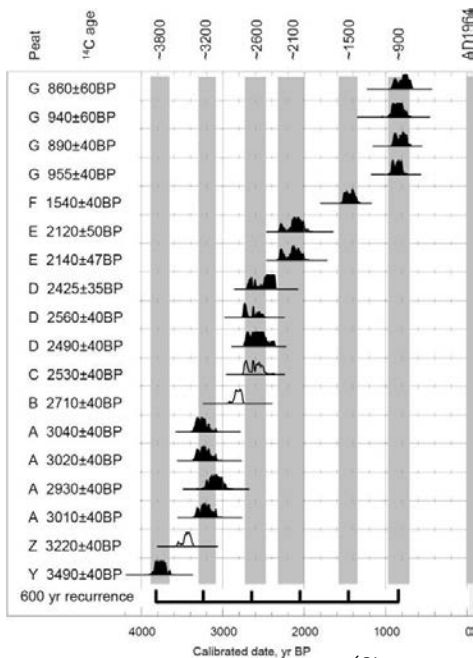 Peat 14C age ~3800 ~3200 ~2600 ~2100 ~1500 ~900 AD1964
G 860±60BP
G 940±60BP
G 890±40BP
G 955±40BP
F 1540±40BP
E 2120±50BP
E 2140±47BP
D 2425±35BP
D 2560±40BP
D 2490±40BP
C 2530±40BP
B 2710±40BP
A 3040±40BP
A 3020±40BP
A 2930±40BP
A 3010±40BP
Z 3220±40BP
Y 3490±40BP
600 yr recurrence
4000 3000 2000 1000
Calibrated date, yr BP